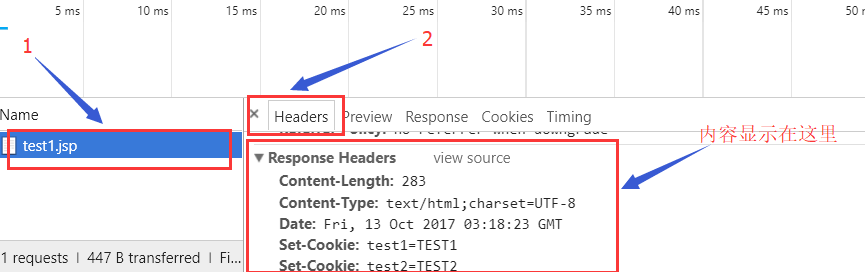 5 ms 10 ms 15 ms 20 ms 25 ms 30 ms 35 ms 40 ms 45 ms 50 m
1
2
Name
× Headers Preview Response Cookies Timing
no-referrer-when-downgrade
test1.jsp
内容显示在这里
▼ Response Headers view source
Content-Length: 283
Content-Type: text/html;charset=UTF-8
Date: Fri, 13 Oct 2017 03:18:23 GMT
Set-Cookie: test1=TEST1
1 requests | 447 B transferred | Fi...
Set-Cookie: test2=TEST2